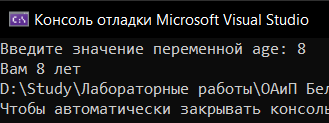 Консоль отладки Microsoft Visual Studio
Введите значение переменной age: 8
Вам 8 лет
D:\Study\Лабораторные работы\ОАиП Бел
Чтобы автоматически закрывать консоль